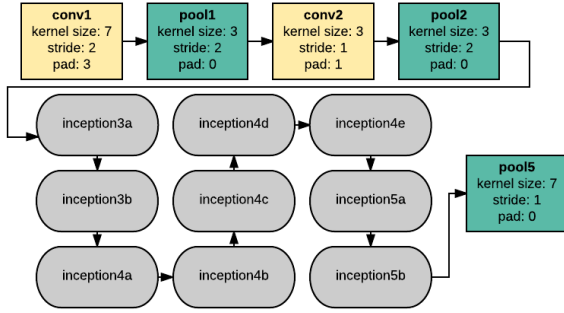 conv1
kernel size: 7
stride: 2
pad: 3
pool1
kernel size: 3
stride: 2
pad: 0
conv2
kernel size: 3
stride: 1
pad: 1
pool2
kernel size: 3
stride: 2
pad: 0
inception3a
inception3b
inception4a
inception4b
inception4c
inception4d
inception4e
inception5a
inception5b
pool5
kernel size: 7
stride: 1
pad: 0